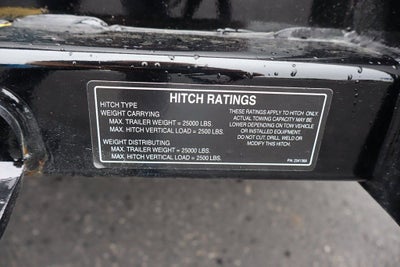 HITCH RATINGS
HITCH TYPE
WEIGHT CARRYING
MAX. TRAILER WEIGHT = 25000 LBS.
MAX. HITCH VERTICAL LOAD = 2500 LBS.
WEIGHT DISTRIBUTING
MAX. TRAILER WEIGHT = 25000 LBS.
MAX. HITCH VERTICAL LOAD = 2500 LBS.
THESE RATINGS APPLY TO HITCH ONLY.
ACTUAL TOWING CAPACITY MAY BE
LOWER DEPENDING ON TOW VEHICLE
OR INSTALLED EQUIPMENT.
DO NOT CUT, DRILL, WELD OR
MODIFY THIS HITCH.
P/N